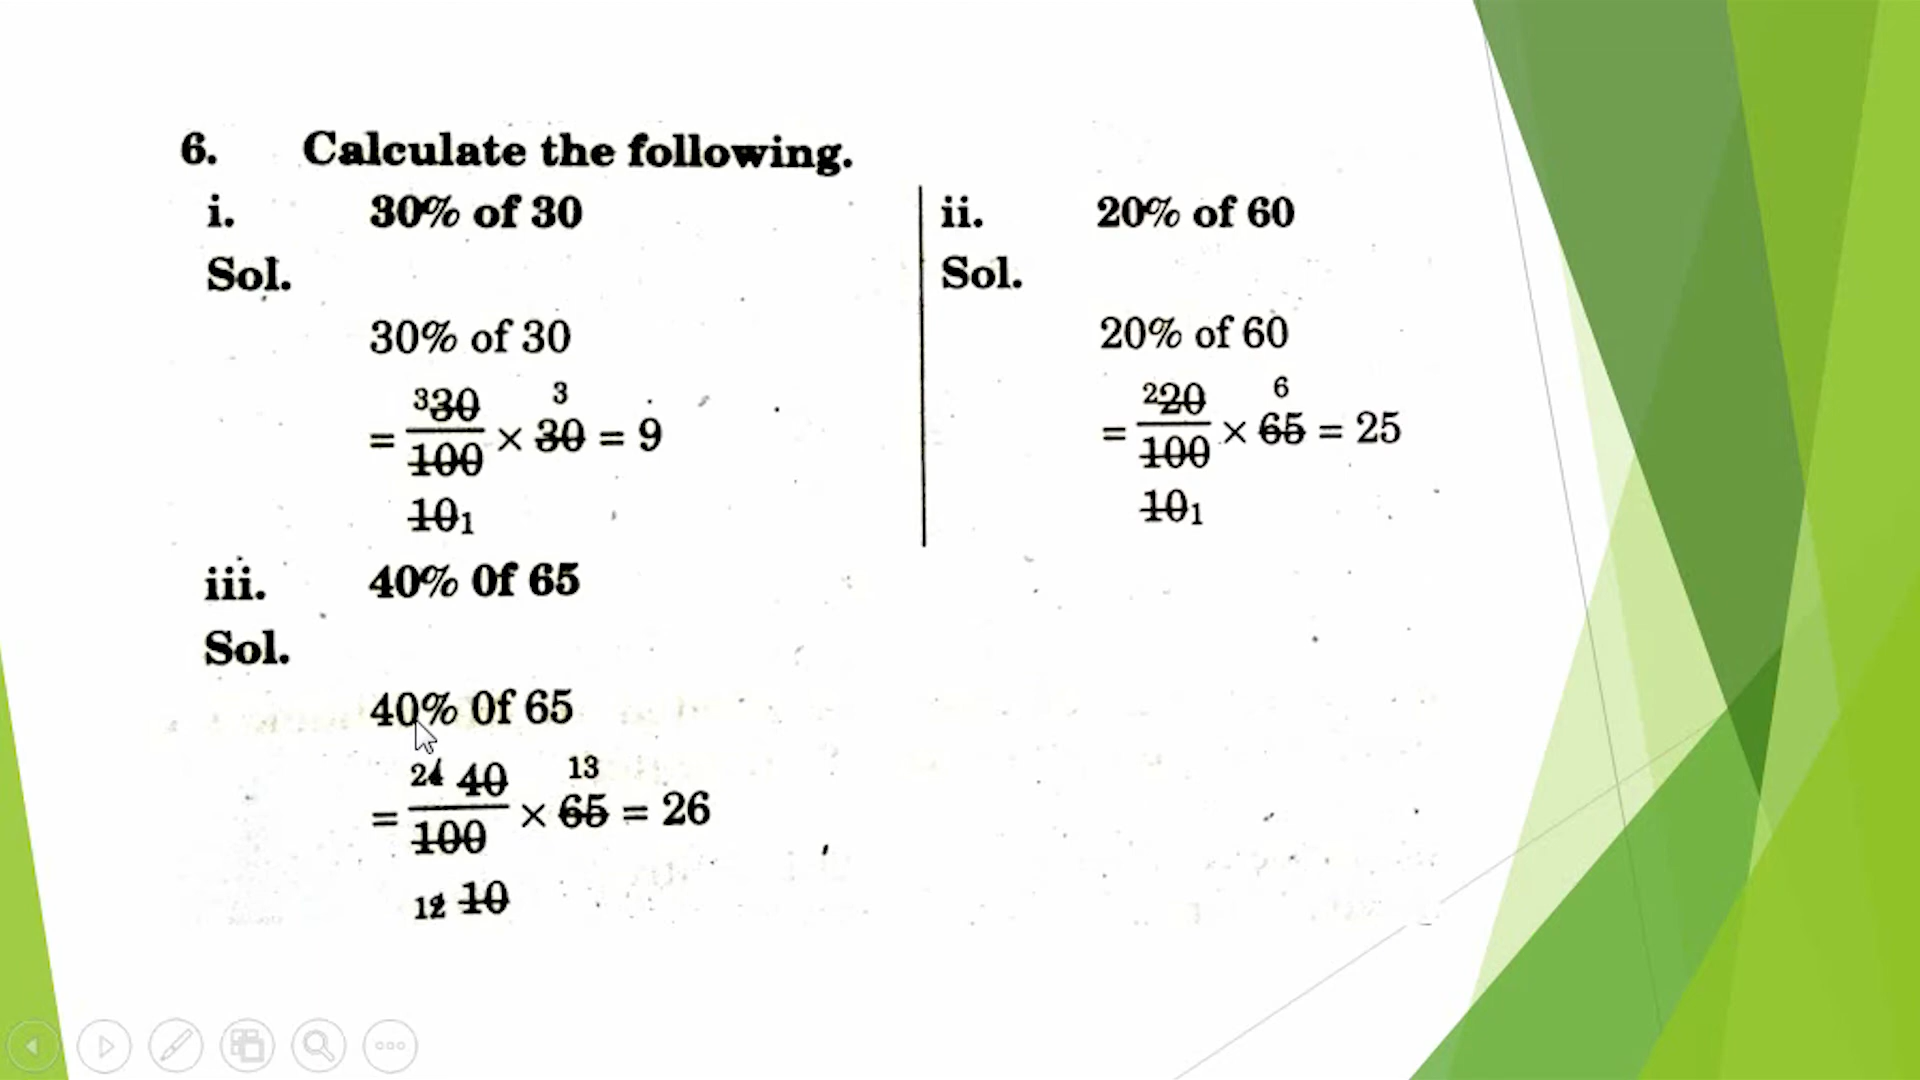 6. Calculate the following.
i. 30% of 30
Sol.
30% of 30
= 3 30/100 × 30 3 = 9
10 1
ii. 20% of 60
Sol.
20% of 60
= 2 20/100 × 65 6 = 25
10 1
iii. 40% 0f 65
Sol.
40% 0f 65
= 24 40/100 × 65 13 = 26
12 10